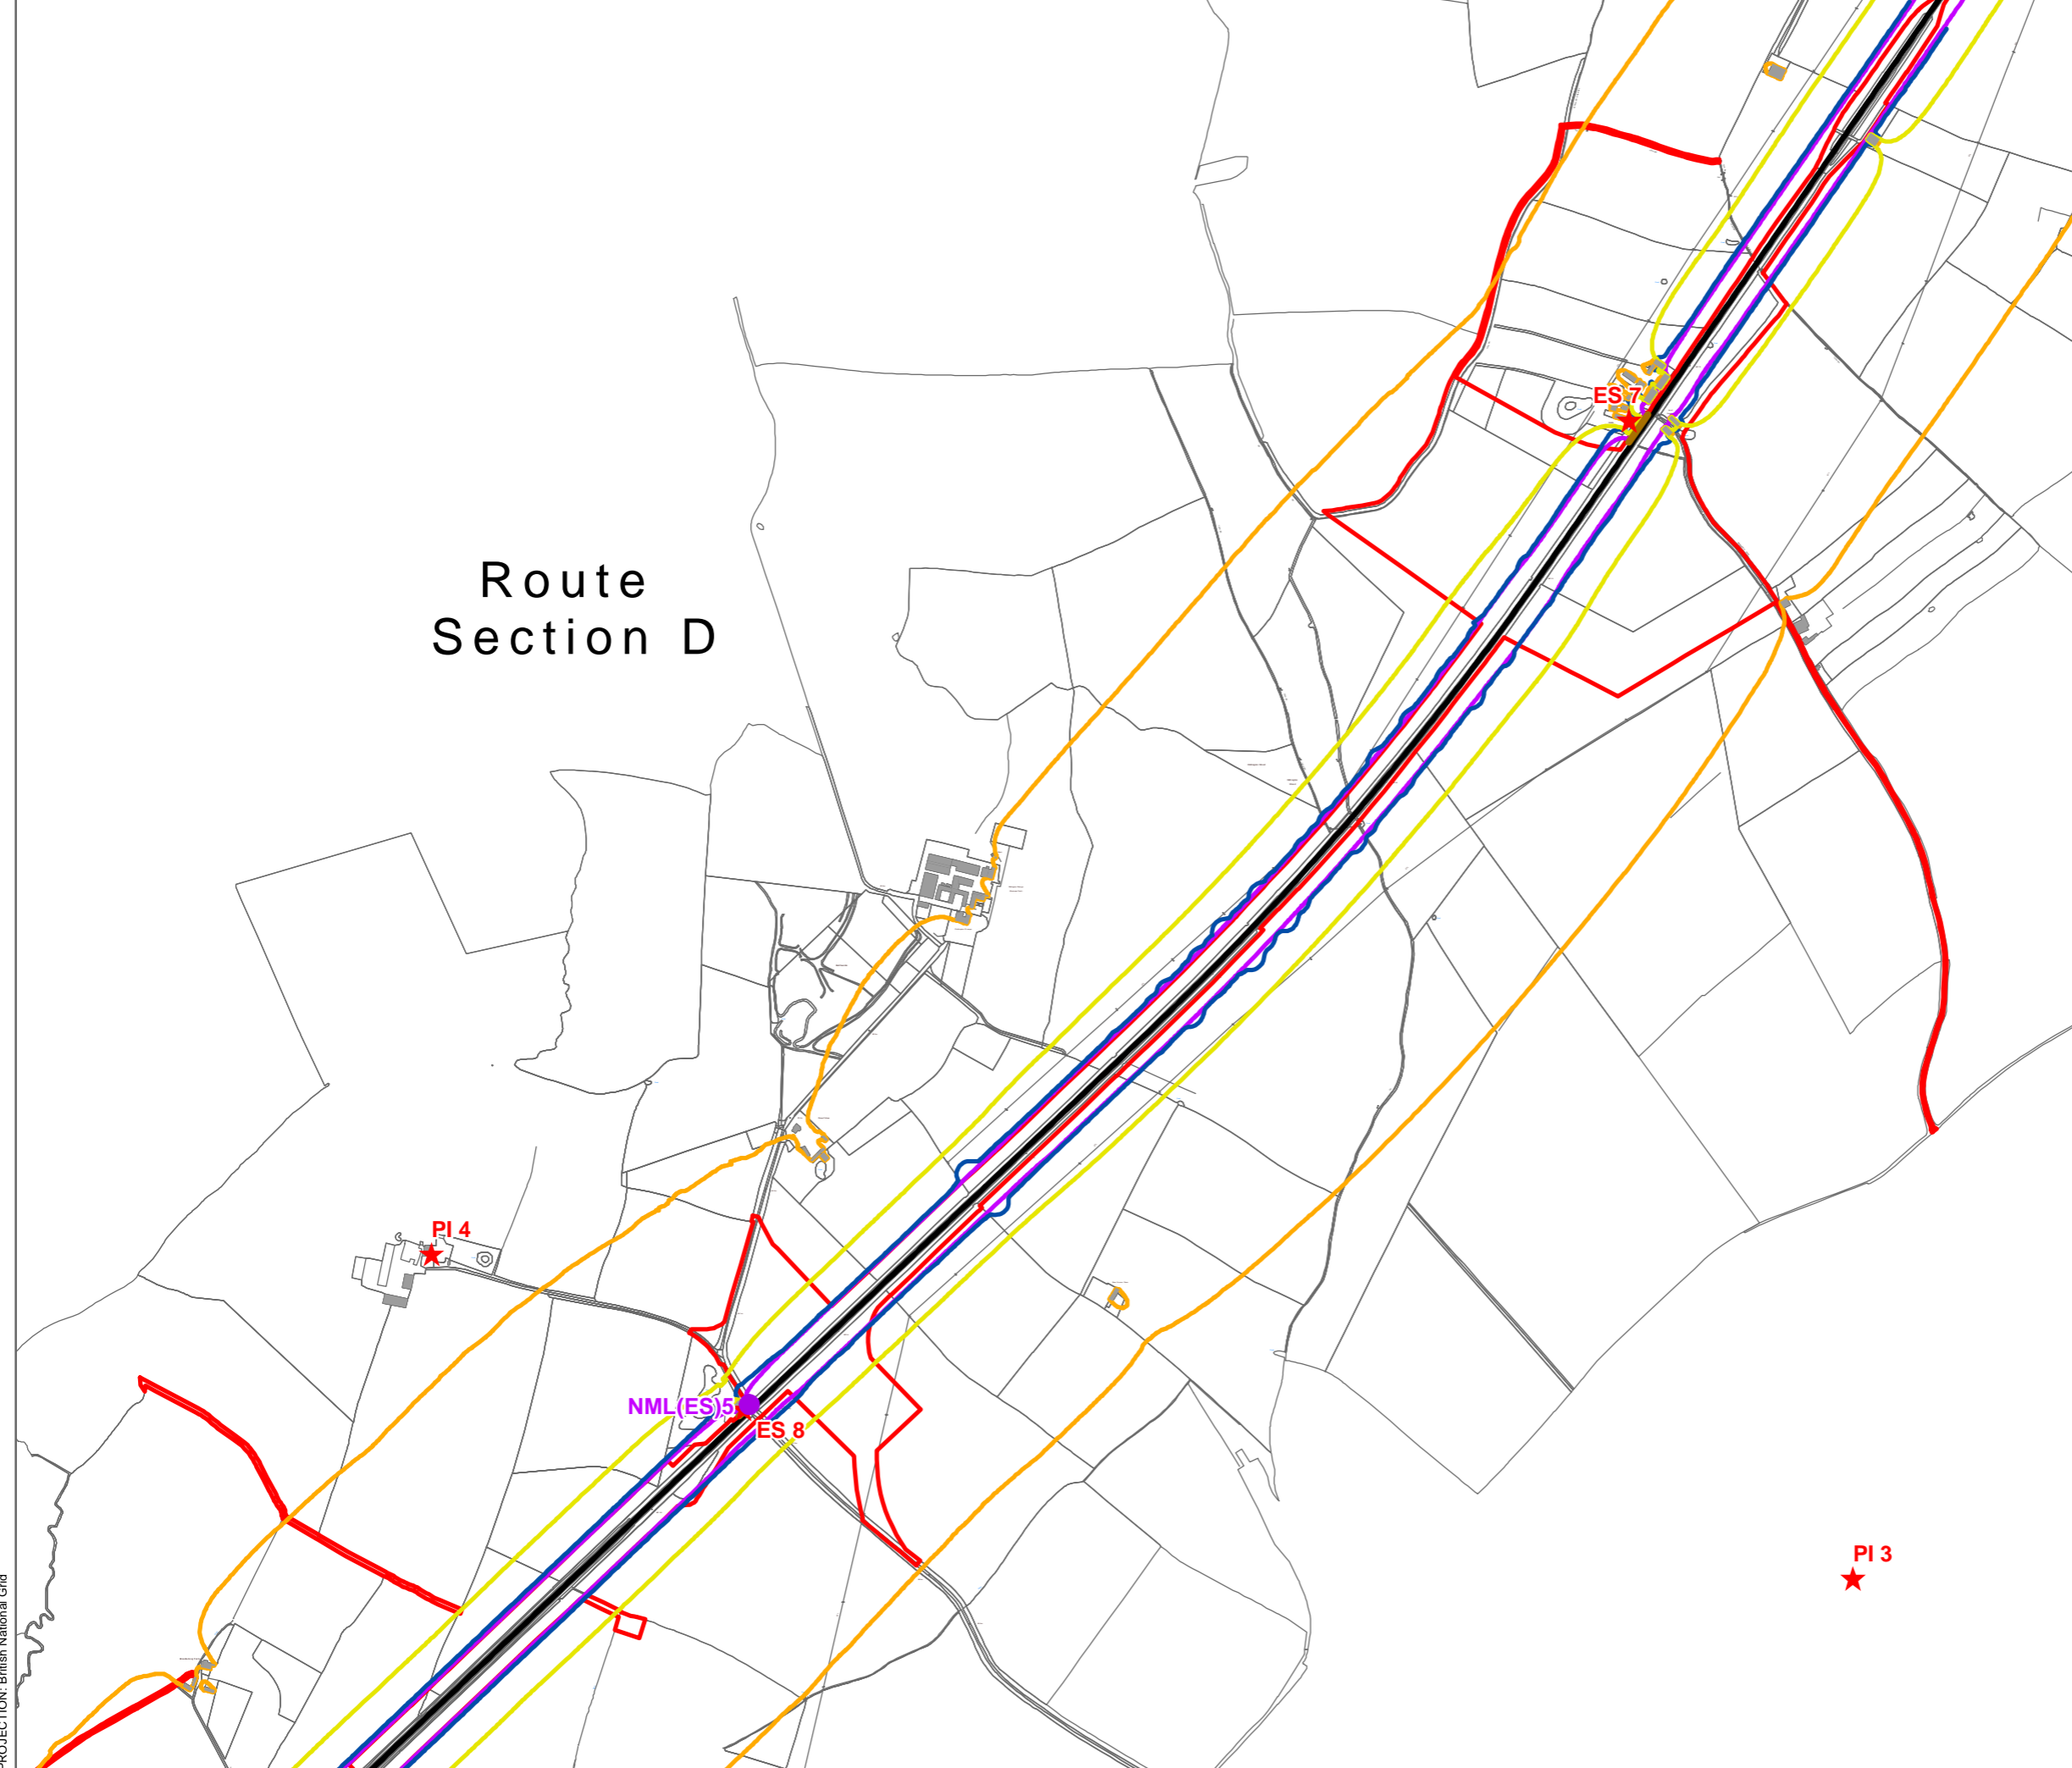 ES 7
Route
Section D
PI 4
NML(ES)5
ES 8
PI 3
PROJECTION: British National Grid